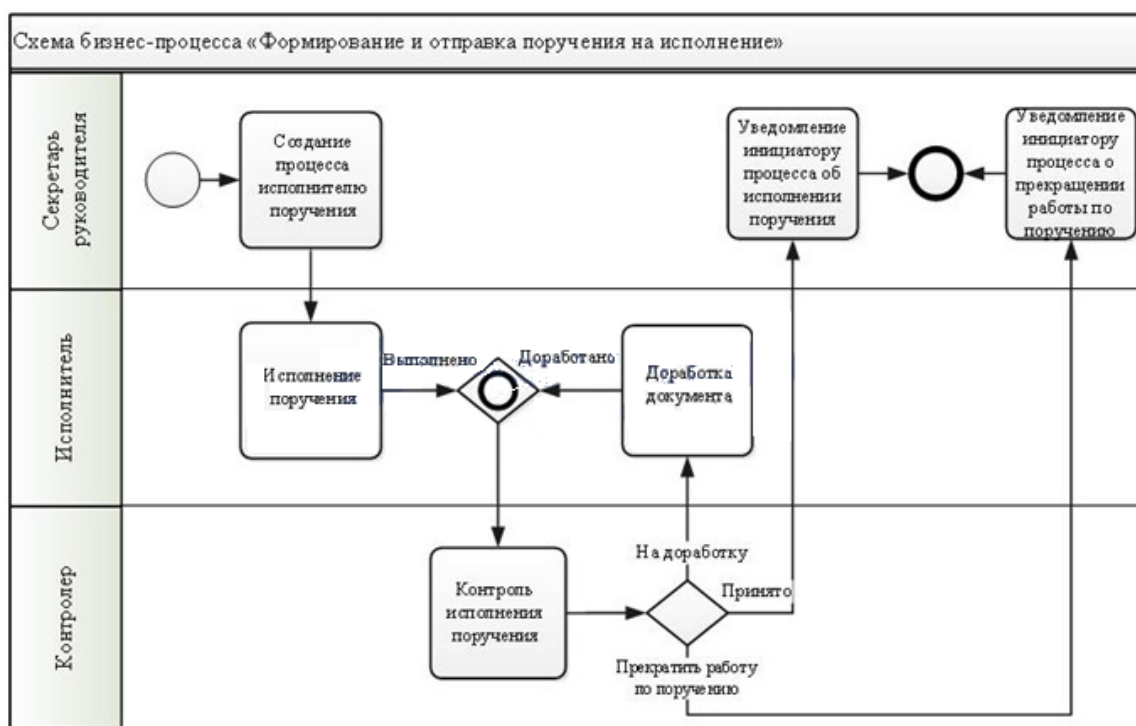 Схема бизнес-процесса «Формирование и отправка поручения на исполнение»
Секретарь
руководителя
Создание
процесса
исполнителю
поручения
Уведомление
инициатору
процесса об
исполнении
поручения
Уведомление
инициатору
процесса о
прекращении
работы по
поручению
Исполнитель
Исполнение
поручения
Выполнено
Доработано
Доработка
документа
Контролер
Контроль
исполнения
поручения
На доработку
Принято
Прекратить работу
по поручению